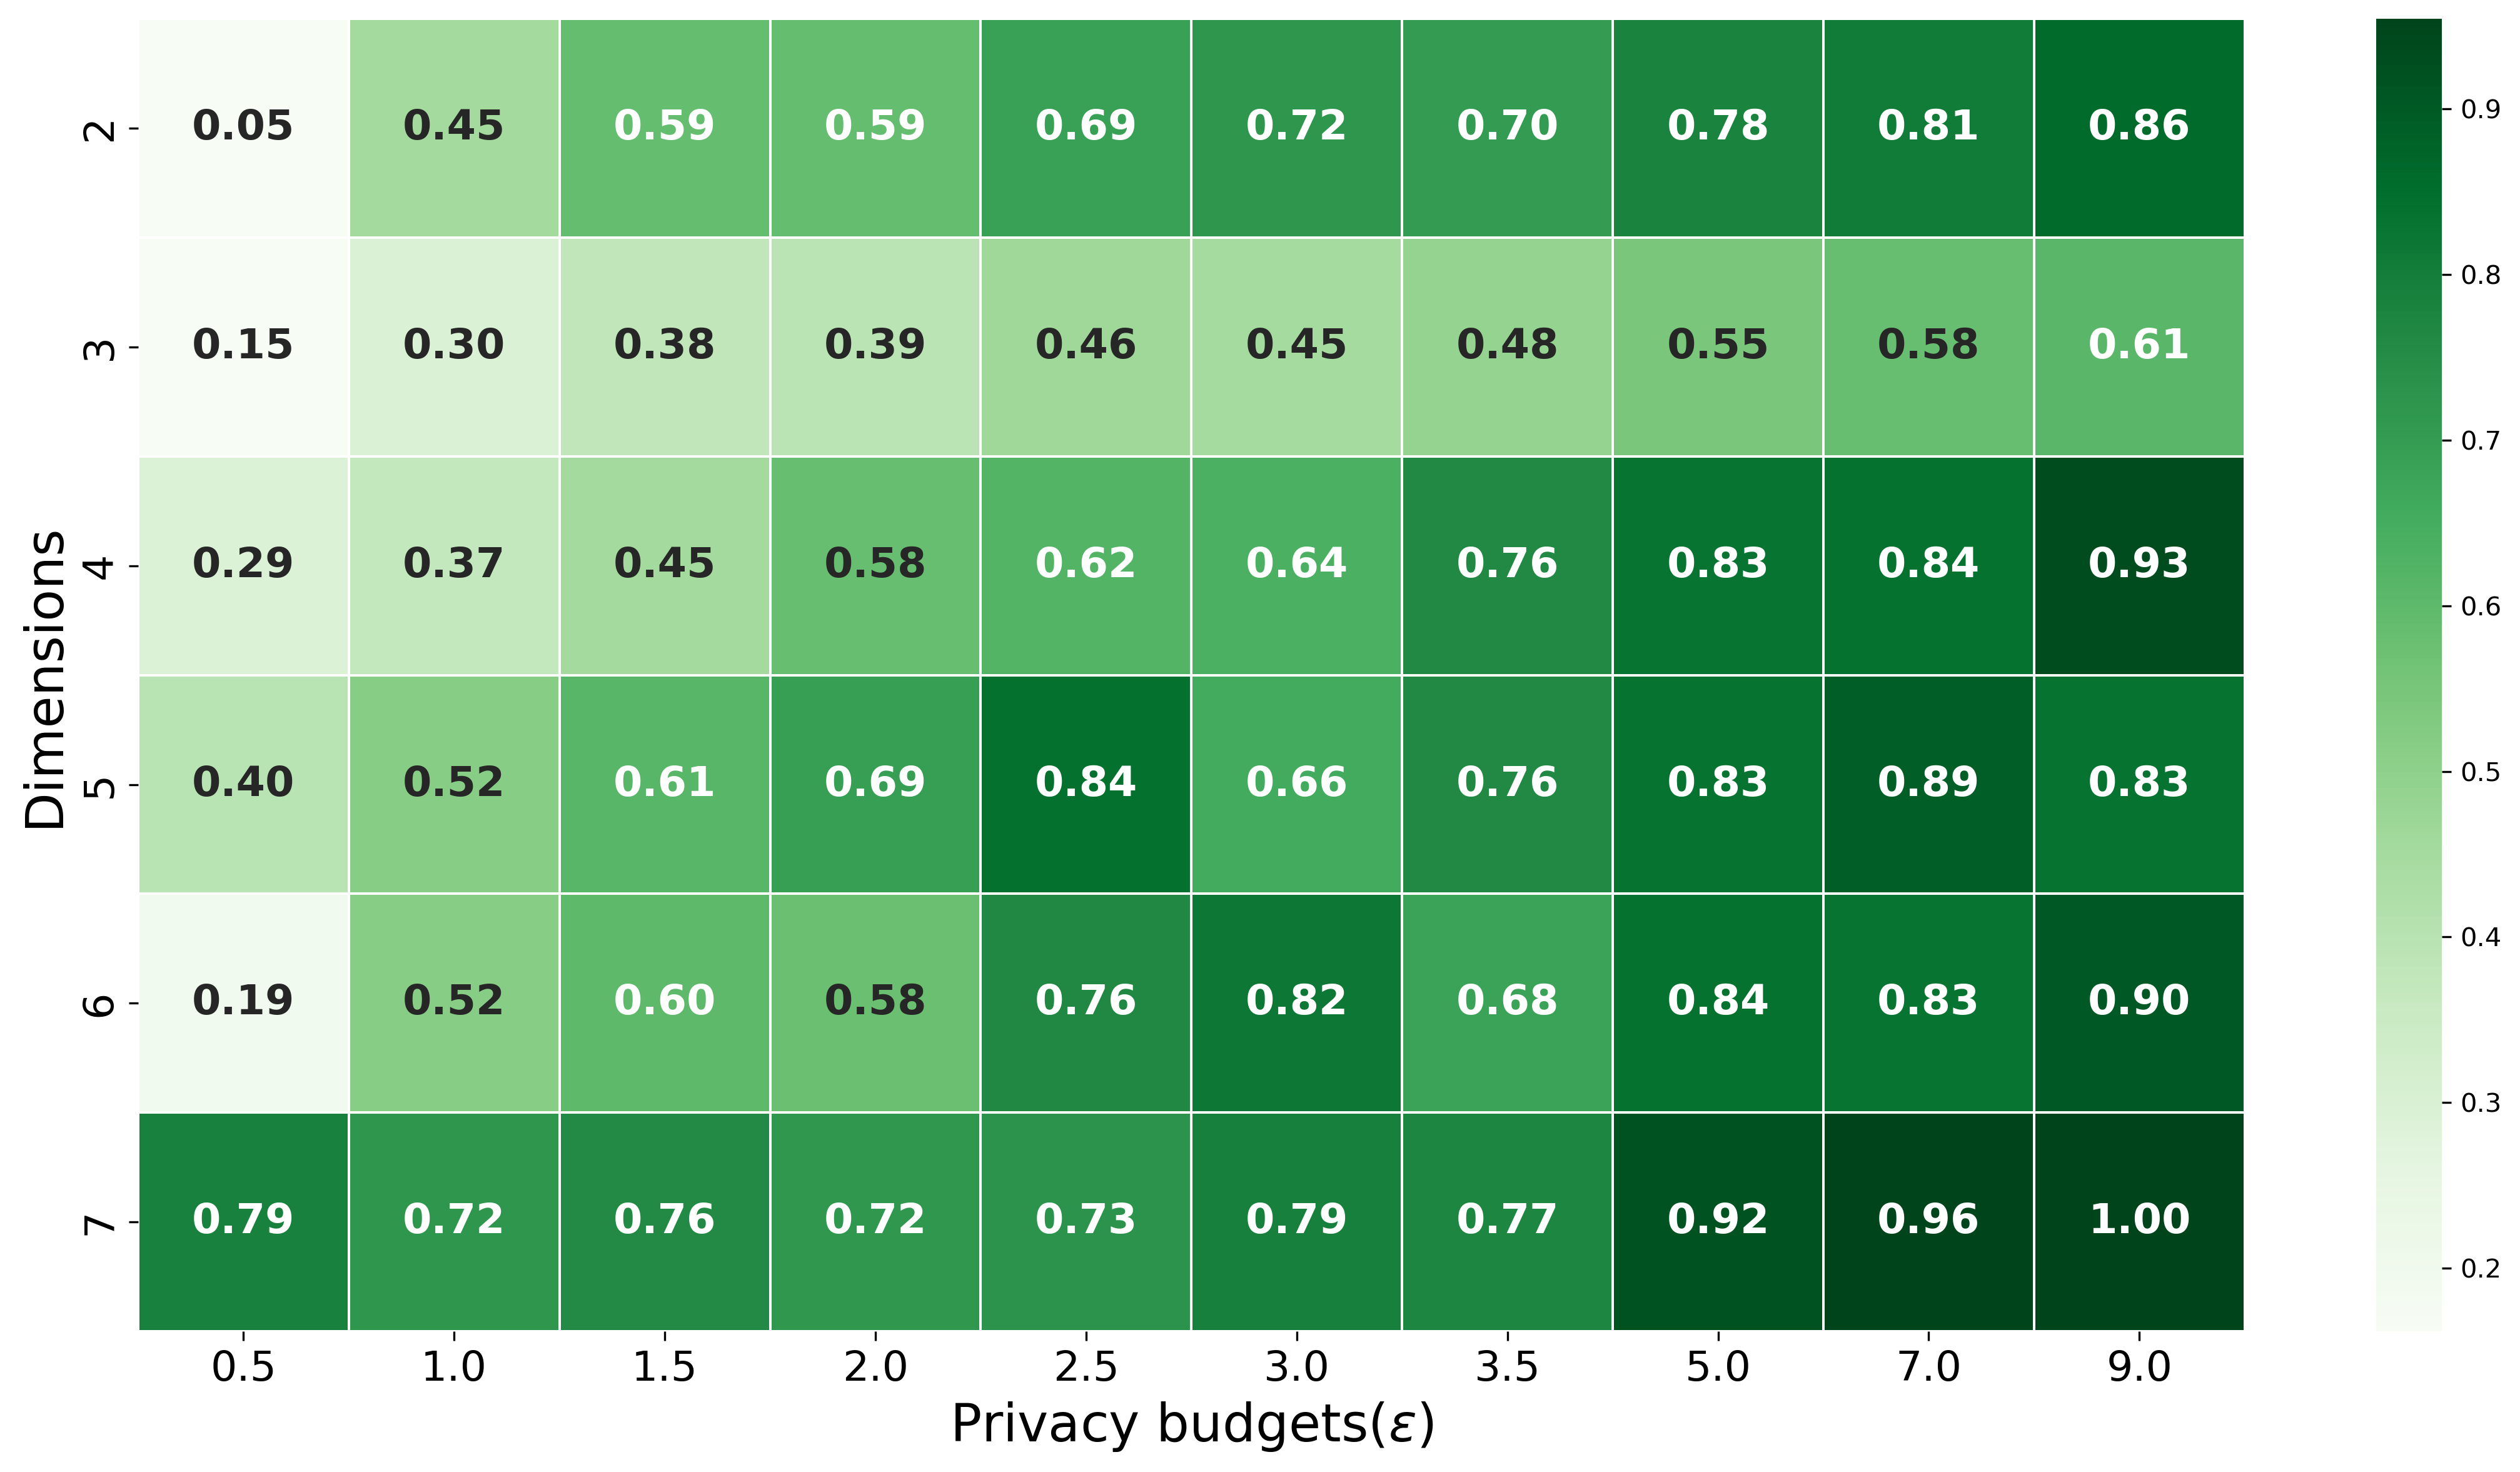 2 0.05 0.45 0.59 0.59 0.69 0.72 0.70 0.78 0.81 0.86
3 0.15 0.30 0.38 0.39 0.46 0.45 0.48 0.55 0.58 0.61
4 0.29 0.37 0.45 0.58 0.62 0.64 0.76 0.83 0.84 0.93
5 0.40 0.52 0.61 0.69 0.84 0.66 0.76 0.83 0.89 0.83
6 0.19 0.52 0.60 0.58 0.76 0.82 0.68 0.84 0.83 0.90
7 0.79 0.72 0.76 0.72 0.73 0.79 0.77 0.92 0.96 1.00
0.5 1.0 1.5 2.0 2.5 3.0 3.5 5.0 7.0 9.0
Privacy budgets(ε)
Dimensions
0.9
0.8
0.7
0.6
0.5
0.4
0.3
0.2